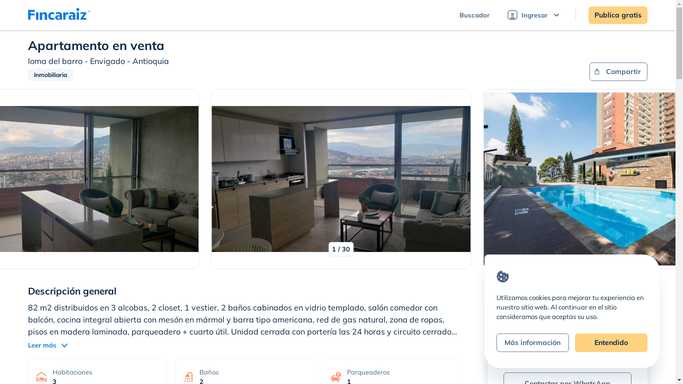 Fincaraiz
Buscador
Ingresar
Publica gratis
Apartamento en venta
loma del barro - Envigado - Antioquia
Inmobiliaria
Compartir
1 / 30
Descripción general
82 m2 distribuidos en 3 alcobas, 2 closet, 1 vestier, 2 baños cabinados en vidrio templado, salón comedor con
balcón, cocina integral abierta con mesón en mármol y barra tipo americana, red de gas natural, zona de ropas,
pisos en madera laminada, parqueadero + cuarto útil. Unidad cerrada con portería las 24 horas y circuito cerrado...
Leer más
Habitaciones
3
Baños
2
Parqueaderos
1
Utilizamos cookies para mejorar tu experiencia en
nuestro sitio web. Al continuar en el sitio
consideramos que aceptas su uso.
Más información
Entendido
Contactar por WhatsApp